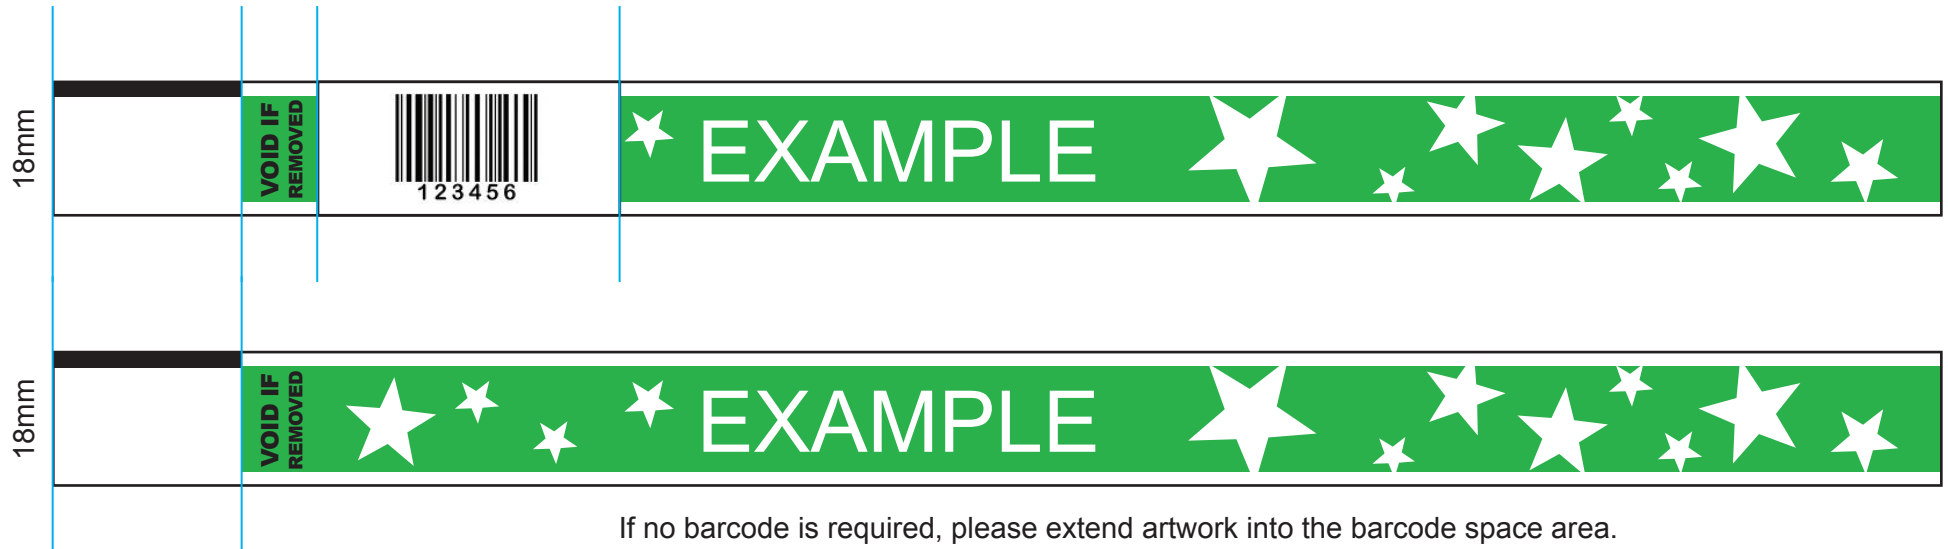 18mm
VOID IF
REMOVED
123456
EXAMPLE
18mm
VOID IF
REMOVED
EXAMPLE
If no barcode is required, please extend artwork into the barcode space area.